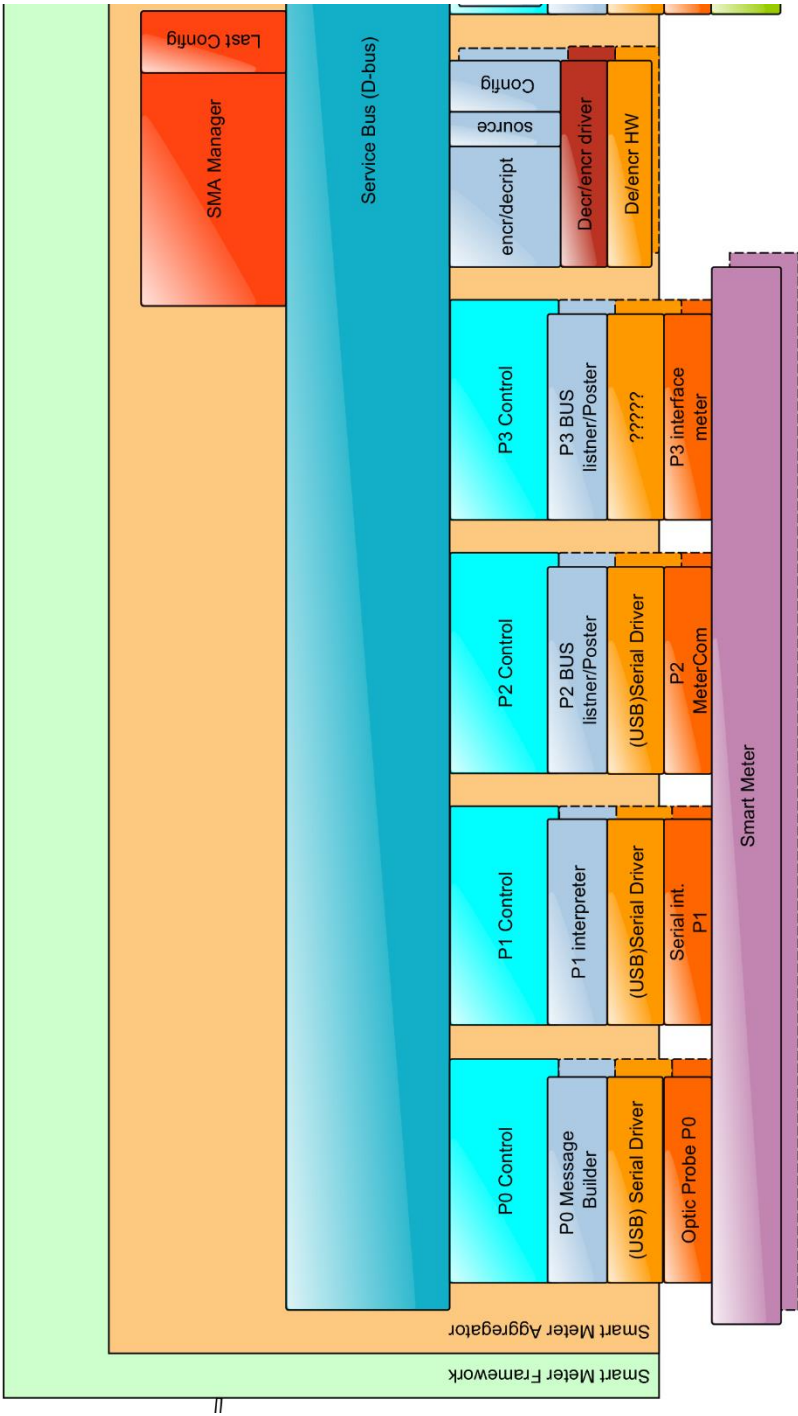 Smart Meter Framework
Smart Meter Aggregator
SMA Manager
Last Config
Service Bus (D-bus)
P0 Control
P0 Message
Builder
(USB) Serial Driver
Optic Probe P0
P1 Control
P1 interpreter
(USB)Serial Driver
Serial int.
P1
P2 Control
P2 BUS
listner/Poster
(USB)Serial Driver
P2
MeterCom
P3 Control
P3 BUS
listner/Poster
?????
P3 interface
meter
encr/decript
source
Config
Decr/encr driver
De/encr HW
Smart Meter